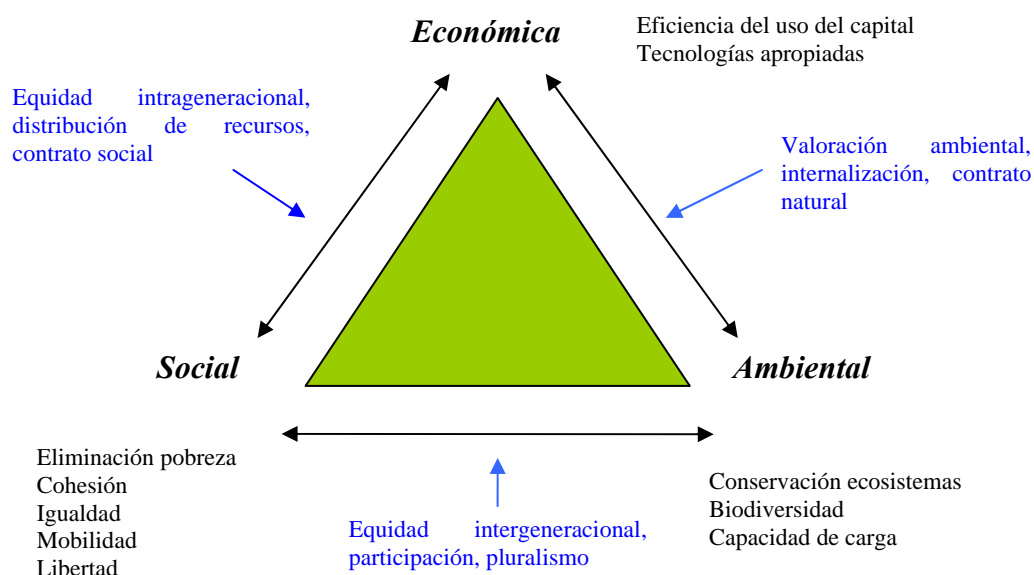 Económica
Eficiencia del uso del capital
Tecnologías apropiadas
Equidad intrageneracional,
distribución de recursos,
contrato social
Valoración ambiental,
internalización, contrato
natural
Social
Ambiental
Eliminación pobreza
Cohesión
Igualdad
Mobilidad
Libertad
Equidad intergeneracional,
participación, pluralismo
Conservación ecosistemas
Biodiversidad
Capacidad de carga